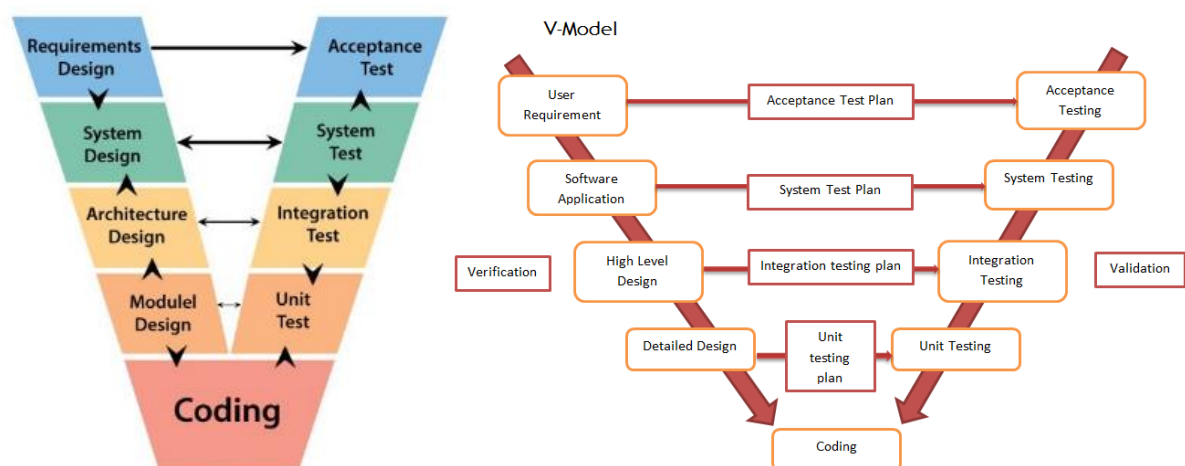 Requirements
Design
Acceptance
Test
System
Design
System
Test
Architecture
Design
Integration
Test
Modulel
Design
Unit
Test
Coding
V-Model
User
Requirement
Acceptance Test Plan
Acceptance
Testing
Software
Application
System Test Plan
System Testing
Verification
High Level
Design
Integration testing plan
Integration
Testing
Validation
Detailed Design
Unit
testing
plan
Unit Testing
Coding